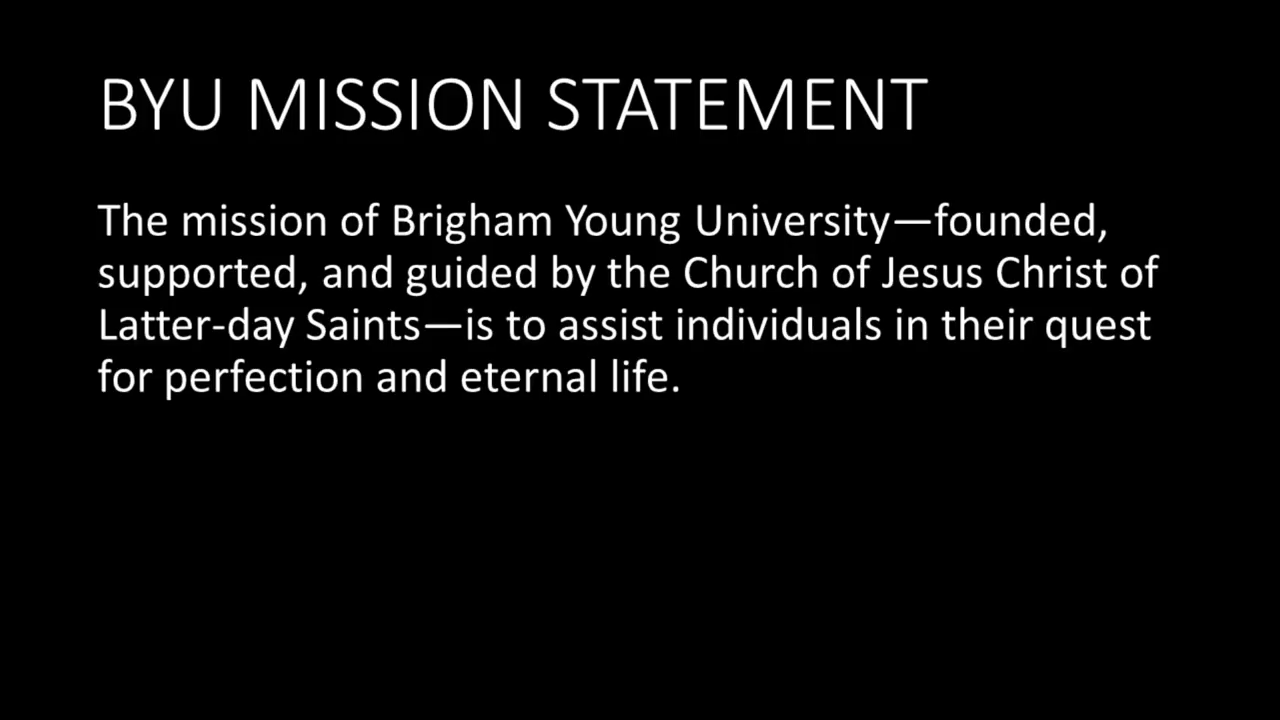 BYU MISSION STATEMENT
The mission of Brigham Young University—founded,
supported, and guided by the Church of Jesus Christ of
Latter-day Saints—is to assist individuals in their quest
for perfection and eternal life.